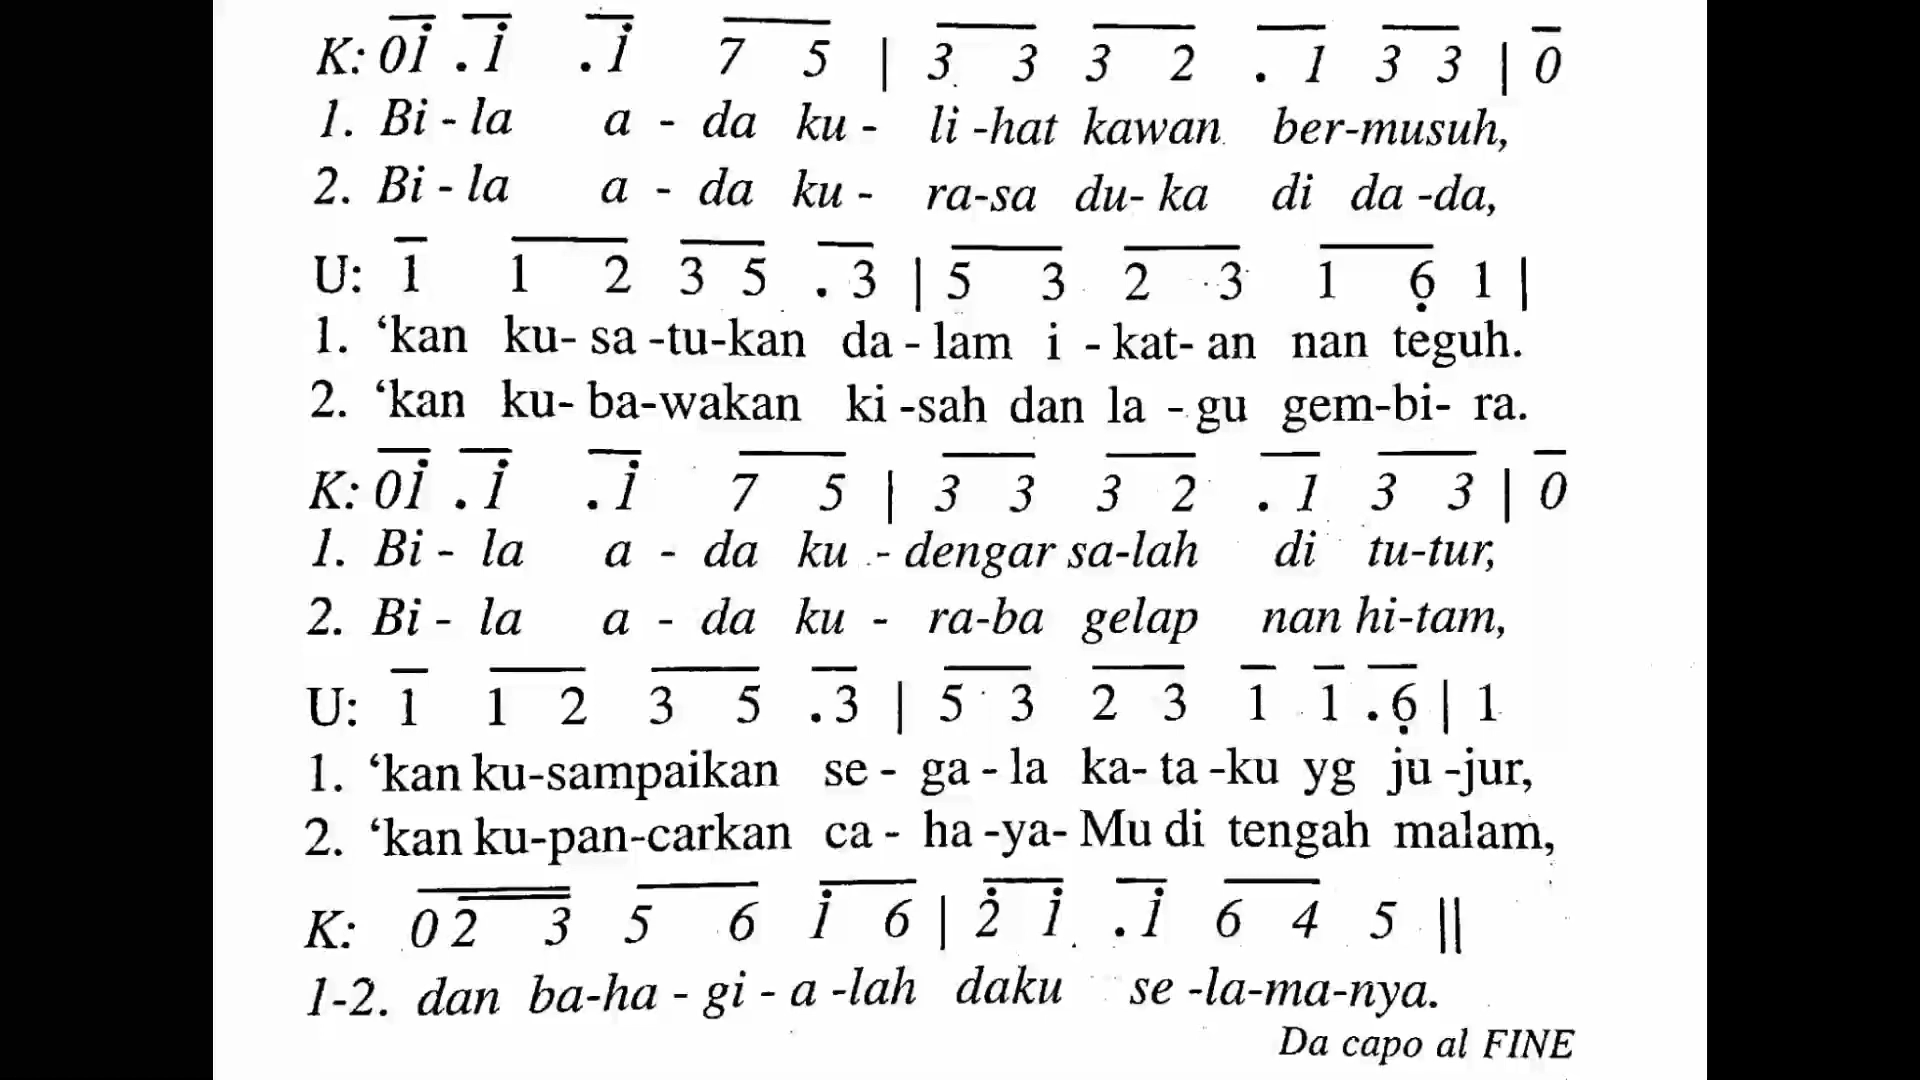 K: 0i .i .i 7 5 | 3 3 3 2 . 1 3 3 | 0
1. Bi - la a - da ku - li -hat kawan ber-musuh,
2. Bi - la a - da ku - ra-sa du- ka di da -da,
U: 1 1 2 3 5 . 3 | 5 3 2 3 1 6̣ 1 |
1. ‘kan ku- sa -tu-kan da - lam i - kat- an nan teguh.
2. ‘kan ku- ba-wakan ki -sah dan la - gu gem-bi- ra.
K: 0i .i .i 7 5 | 3 3 3 2 . 1 3 3 | 0
1. Bi - la a - da ku - dengar sa-lah di tu-tur,
2. Bi - la a - da ku - ra-ba gelap nan hi-tam,
U: 1 1 2 3 5 .3 | 5 3 2 3 1 1 .6̣ | 1
1. ‘kan ku-sampaikan se - ga - la ka- ta -ku yg ju -jur,
2. ‘kan ku-pan-carkan ca - ha -ya- Mu di tengah malam,
K: 0 2 3 5 6 i 6 | 2̇ i .i 6 4 5 ||
1-2. dan ba-ha - gi - a -lah daku se -la-ma-nya.
Da capo al FINE